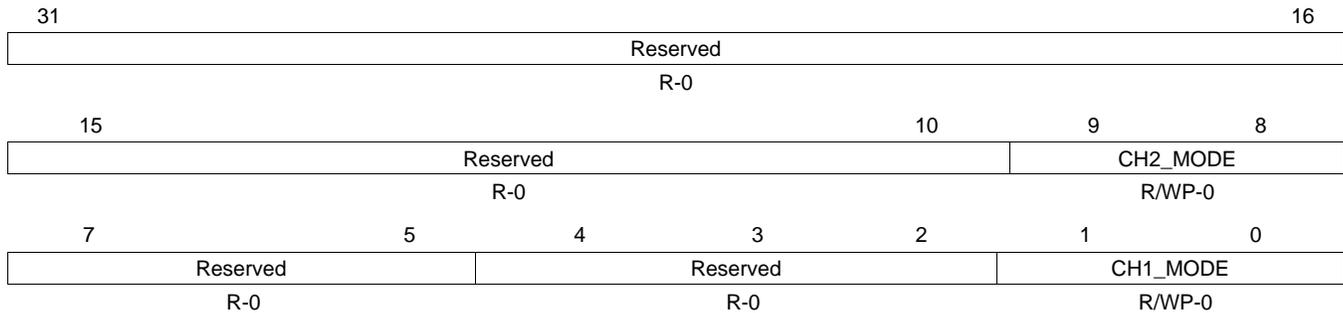 31 16
Reserved
R-0
15 10 9 8
Reserved CH2_MODE
R-0 R/WP-0
7 5 4 3 2 1 0
Reserved Reserved CH1_MODE
R-0 R-0 R/WP-0